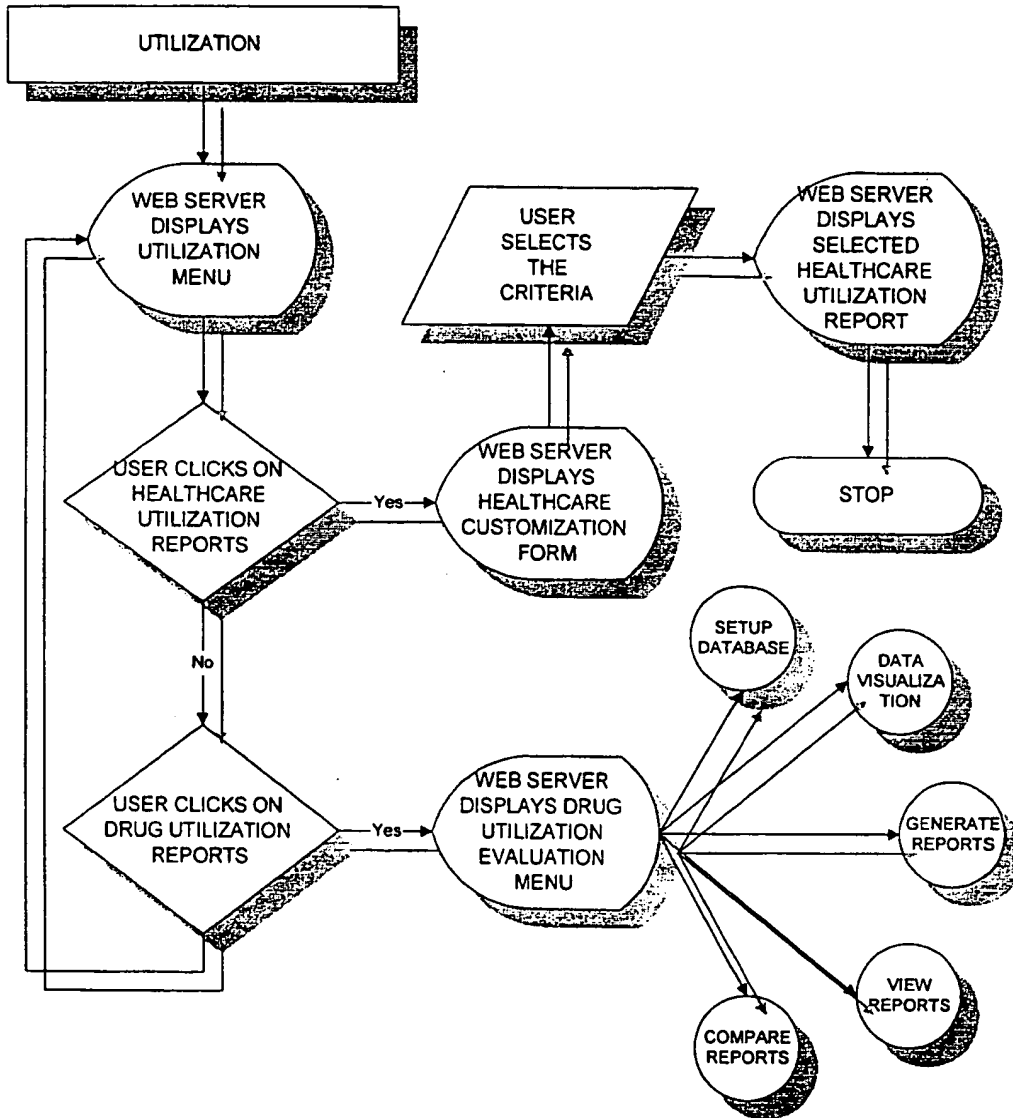 UTILIZATION
WEB SERVER
DISPLAYS
UTILIZATION
MENU
USER
SELECTS
THE
CRITERIA
WEB SERVER
DISPLAYS
SELECTED
HEALTHCARE
UTILIZATION
REPORT
USER CLICKS ON
HEALTHCARE
UTILIZATION
REPORTS
Yes
WEB SERVER
DISPLAYS
HEALTHCARE
CUSTOMIZATION
FORM
STOP
No
USER CLICKS ON
DRUG UTILIZATION
REPORTS
Yes
WEB SERVER
DISPLAYS DRUG
UTILIZATION
EVALUATION
MENU
SETUP
DATABASE
DATA
VISUALIZA
TION
GENERATE
REPORTS
VIEW
REPORTS
COMPARE
REPORTS